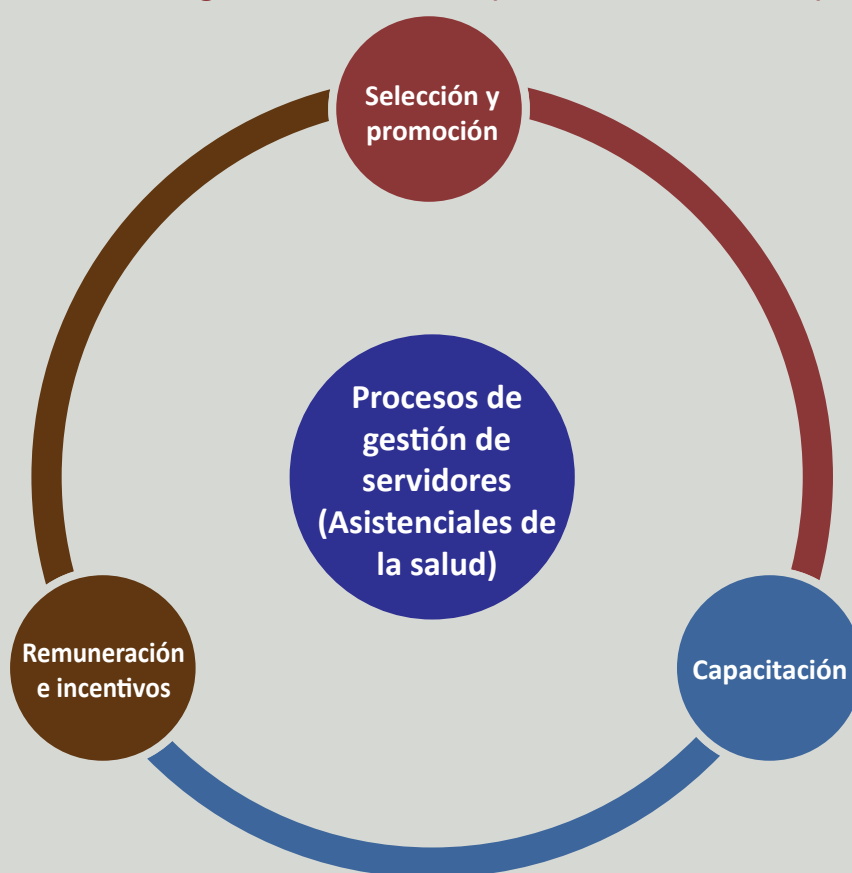 Selección y
promoción
Procesos de
gestión de
servidores
(Asistenciales de
la salud)
Remuneración
e incentivos
Capacitación